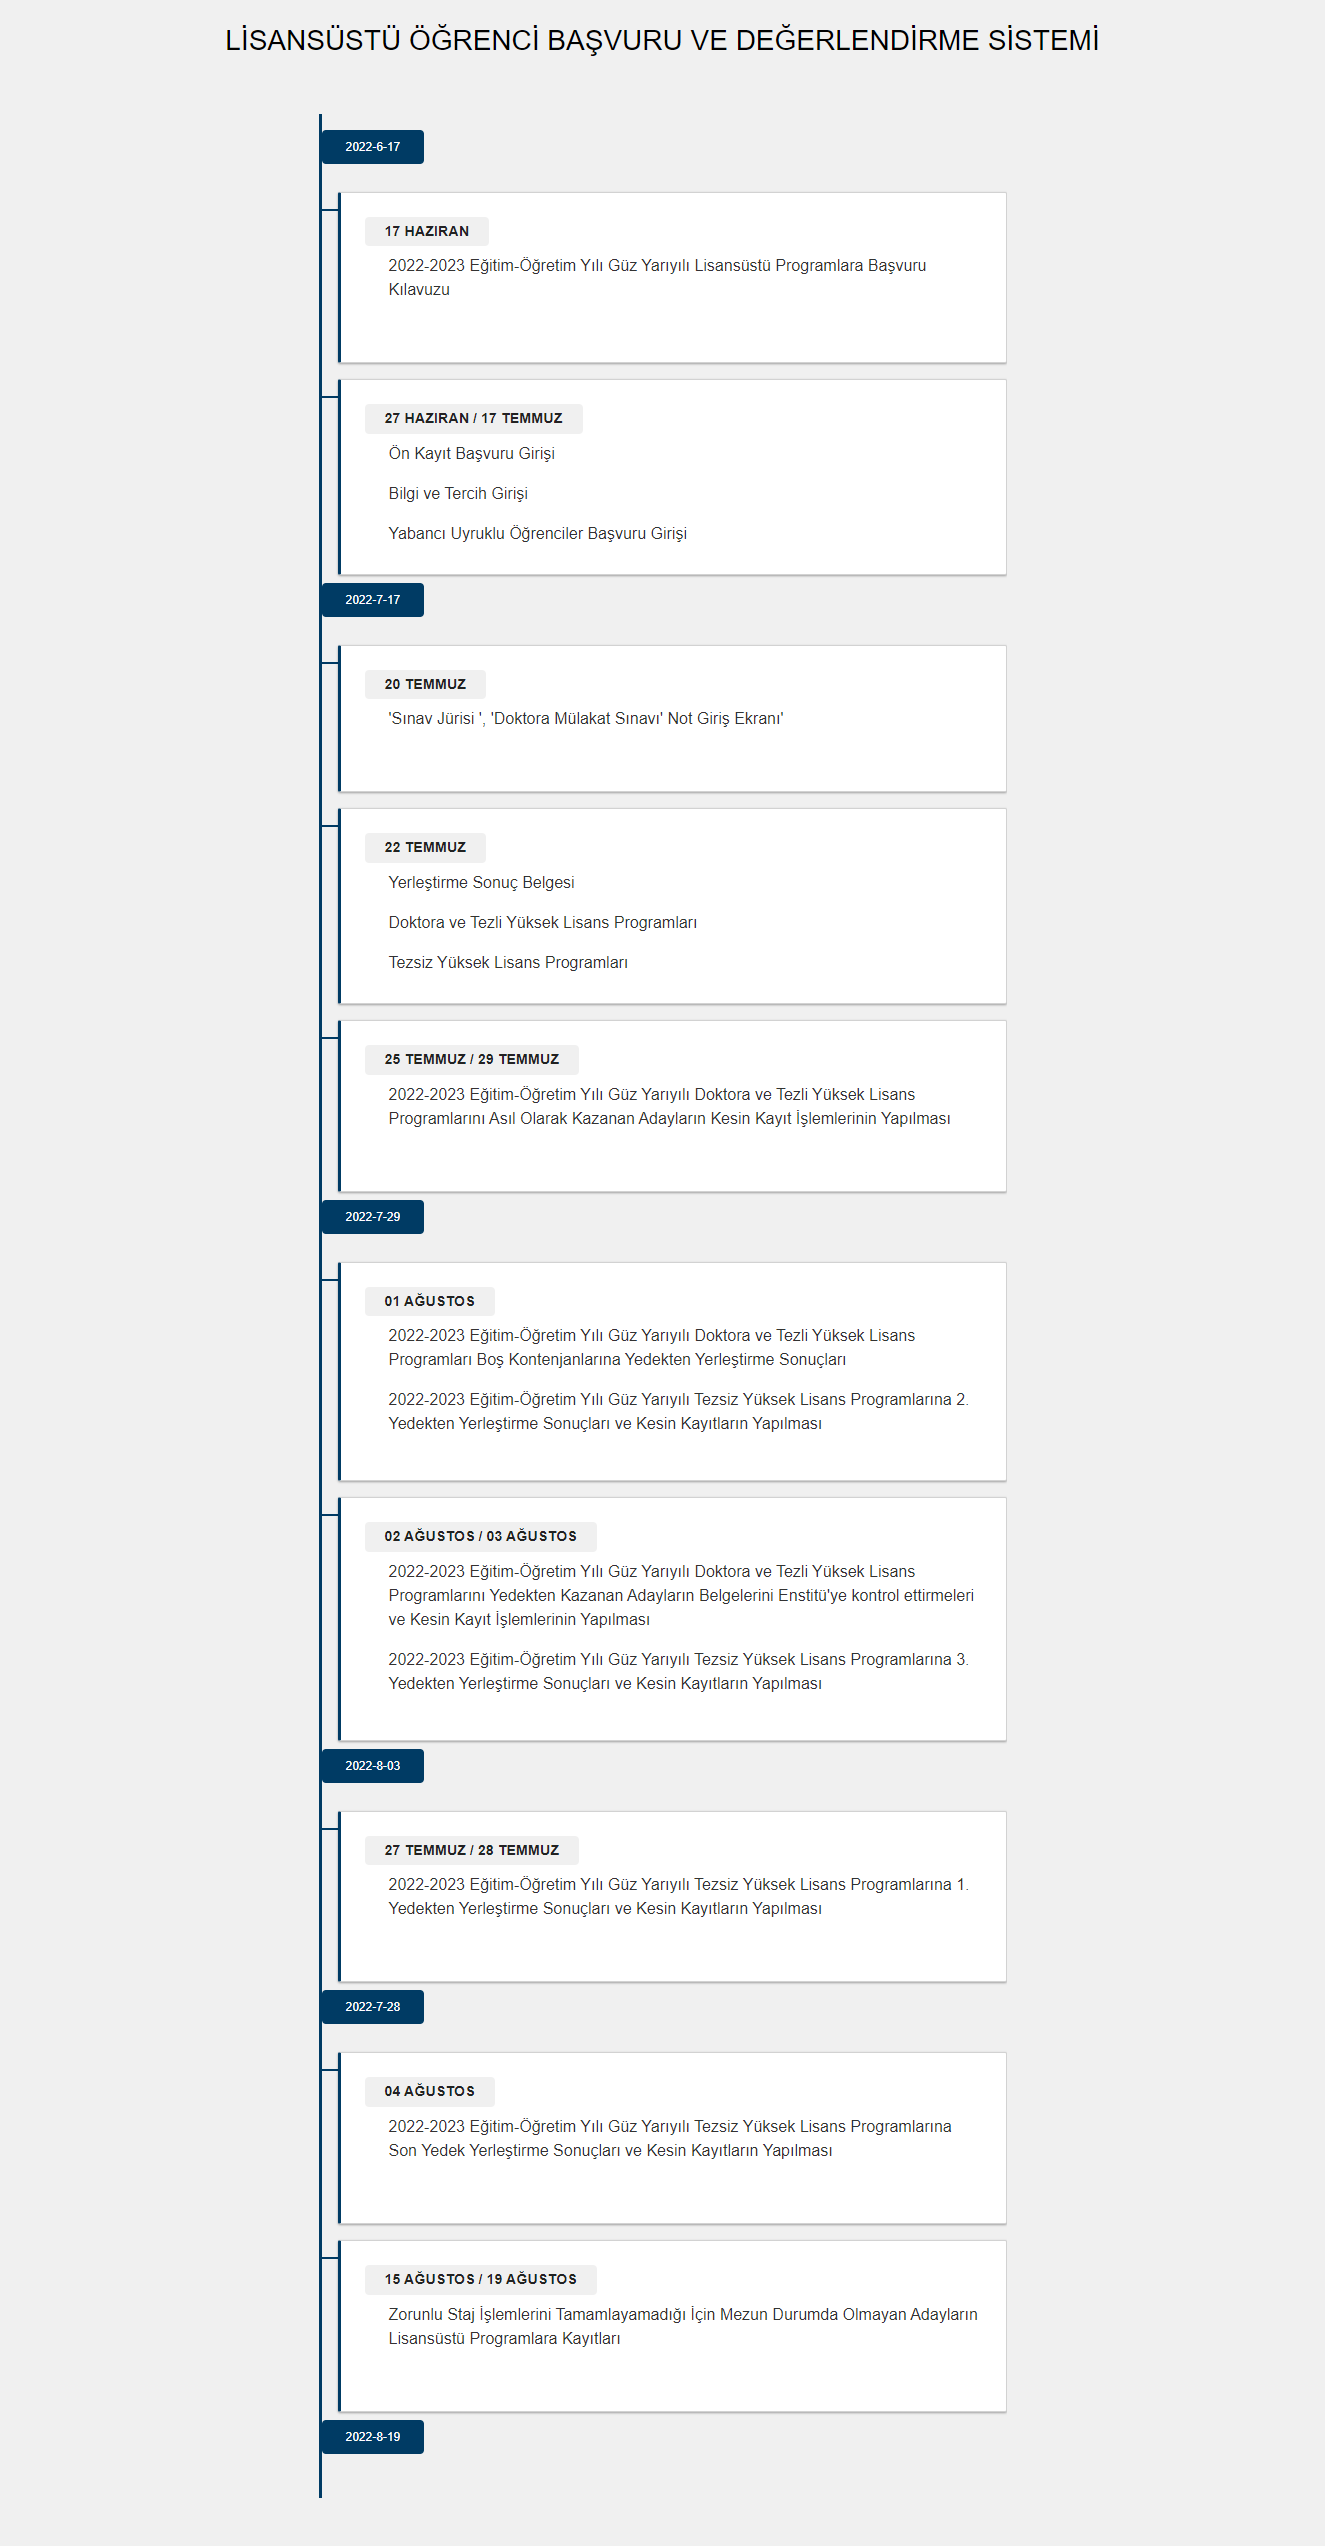 LİSANSÜSTÜ ÖĞRENCİ BAŞVURU VE DEĞERLENDİRME SİSTEMİ
2022-6-17
17 HAZIRAN
2022-2023 Eğitim-Öğretim Yılı Güz Yarıyılı Lisansüstü Programlara Başvuru
Kılavuzu
27 HAZIRAN / 17 TEMMUZ
Ön Kayıt Başvuru Girişi
Bilgi ve Tercih Girişi
Yabancı Uyruklu Öğrenciler Başvuru Girişi
2022-7-17
20 TEMMUZ
'Sınav Jürisi ', 'Doktora Mülakat Sınavı' Not Giriş Ekranı'
22 TEMMUZ
Yerleştirme Sonuç Belgesi
Doktora ve Tezli Yüksek Lisans Programları
Tezsiz Yüksek Lisans Programları
25 TEMMUZ / 29 TEMMUZ
2022-2023 Eğitim-Öğretim Yılı Güz Yarıyılı Doktora ve Tezli Yüksek Lisans
Programlarını Asıl Olarak Kazanan Adayların Kesin Kayıt İşlemlerinin Yapılması
2022-7-29
01 AĞUSTOS
2022-2023 Eğitim-Öğretim Yılı Güz Yarıyılı Doktora ve Tezli Yüksek Lisans
Programları Boş Kontenjanlarına Yedekten Yerleştirme Sonuçları
2022-2023 Eğitim-Öğretim Yılı Güz Yarıyılı Tezsiz Yüksek Lisans Programlarına 2.
Yedekten Yerleştirme Sonuçları ve Kesin Kayıtların Yapılması
02 AĞUSTOS / 03 AĞUSTOS
2022-2023 Eğitim-Öğretim Yılı Güz Yarıyılı Doktora ve Tezli Yüksek Lisans
Programlarını Yedekten Kazanan Adayların Belgelerini Enstitü'ye kontrol ettirmeleri
ve Kesin Kayıt İşlemlerinin Yapılması
2022-2023 Eğitim-Öğretim Yılı Güz Yarıyılı Tezsiz Yüksek Lisans Programlarına 3.
Yedekten Yerleştirme Sonuçları ve Kesin Kayıtların Yapılması
2022-8-03
27 TEMMUZ / 28 TEMMUZ
2022-2023 Eğitim-Öğretim Yılı Güz Yarıyılı Tezsiz Yüksek Lisans Programlarına 1.
Yedekten Yerleştirme Sonuçları ve Kesin Kayıtların Yapılması
2022-7-28
04 AĞUSTOS
2022-2023 Eğitim-Öğretim Yılı Güz Yarıyılı Tezsiz Yüksek Lisans Programlarına
Son Yedek Yerleştirme Sonuçları ve Kesin Kayıtların Yapılması
15 AĞUSTOS / 19 AĞUSTOS
Zorunlu Staj İşlemlerini Tamamlayamadığı İçin Mezun Durumda Olmayan Adayların
Lisansüstü Programlara Kayıtları
2022-8-19